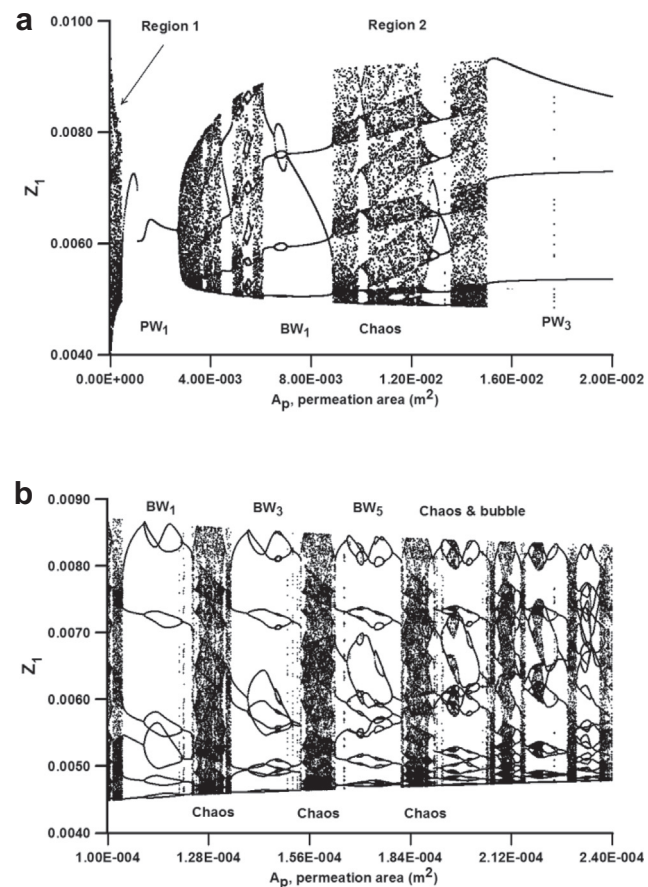 a
0.0100
Region 1
Region 2
0.0080
Z1
0.0060
PW1
BW1
Chaos
PW3
0.0040
0.00E+000
4.00E-003
8.00E-003
1.20E-002
1.60E-002
2.00E-002
Ap, permeation area (m2)
b
0.0090
BW1
BW3
BW5
Chaos & bubble
0.0080
0.0070
Z1
0.0060
0.0050
Chaos
Chaos
Chaos
0.0040
1.00E-004
1.28E-004
1.56E-004
1.84E-004
2.12E-004
2.40E-004
Ap, permeation area (m2)